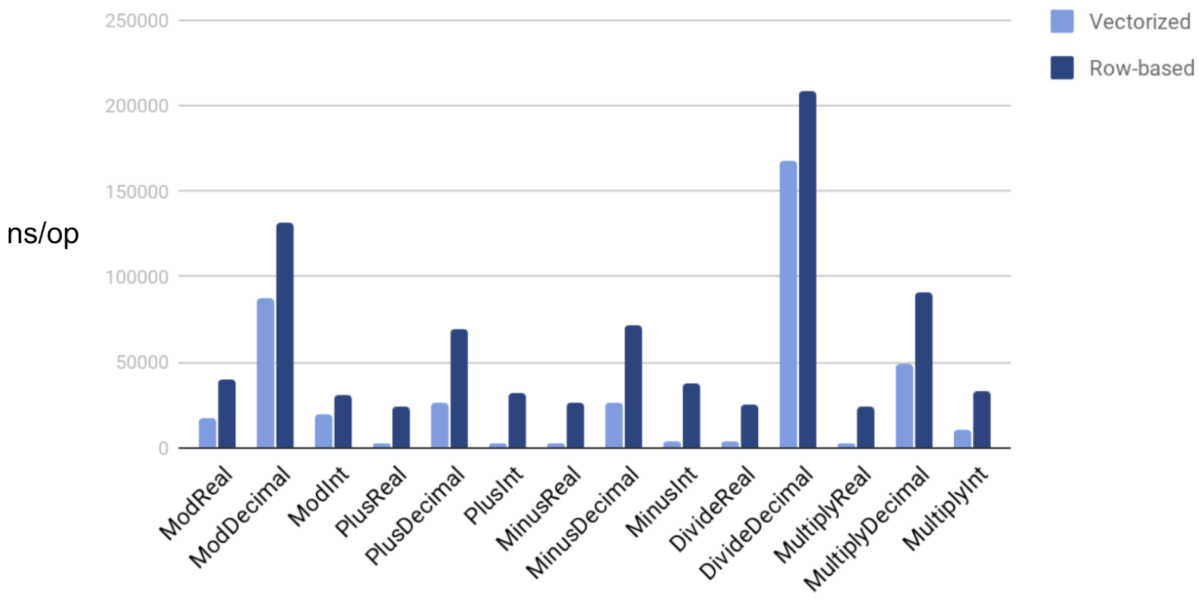 250000
200000
150000
100000
50000
0
ns/op
ModReal
ModDecimal
ModInt
PlusReal
PlusDecimal
PlusInt
MinusReal
MinusDecimal
MinusInt
DivideReal
DivideDecimal
MultiplyReal
MultiplyDecimal
MultiplyInt
Vectorized
Row-based